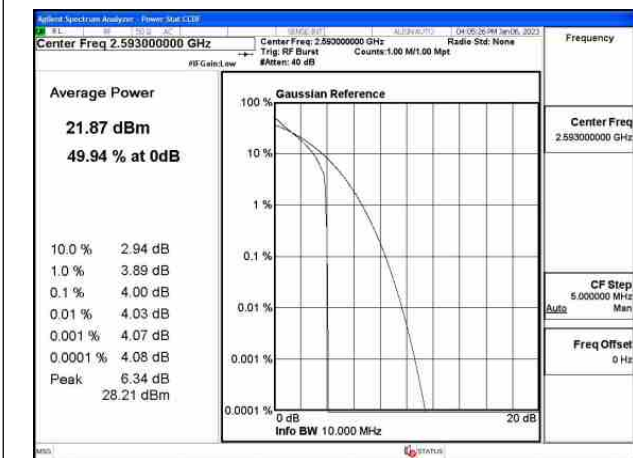 Agilent Spectrum Analyzer - Power Stat CCDF
RL RF 50 Ω AC SENSE:INT ALIGN AUTO 04:05:26 PM Jan 06, 2023
Center Freq 2.593000000 GHz
Center Freq: 2.593000000 GHz Radio Std: None
Trig: RF Burst Counts:1.00 M/1.00 Mpt
#IFGain:Low #Atten: 40 dB
Frequency
Average Power
21.87 dBm
49.94 % at 0dB
10.0 % 2.94 dB
1.0 % 3.89 dB
0.1 % 4.00 dB
0.01 % 4.03 dB
0.001 % 4.07 dB
0.0001 % 4.08 dB
Peak 6.34 dB
28.21 dBm
Gaussian Reference
100 %
10 %
1 %
0.1 %
0.01 %
0.001 %
0.0001 %
0 dB 20 dB
Info BW 10.000 MHz
Center Freq
2.593000000 GHz
CF Step
5.000000 MHz
Auto Man
Freq Offset
0 Hz
MSG STATUS